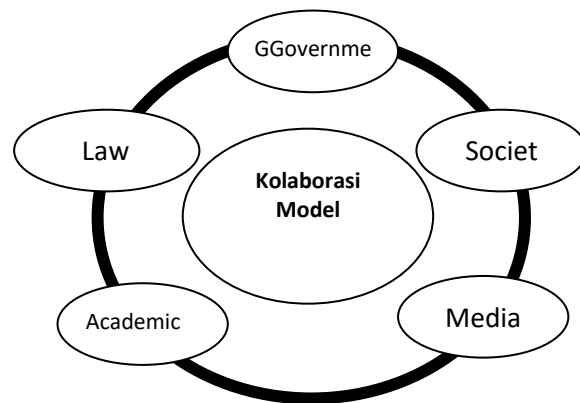 GGovernme
Law
Societ
Kolaborasi
Model
Academic
Media